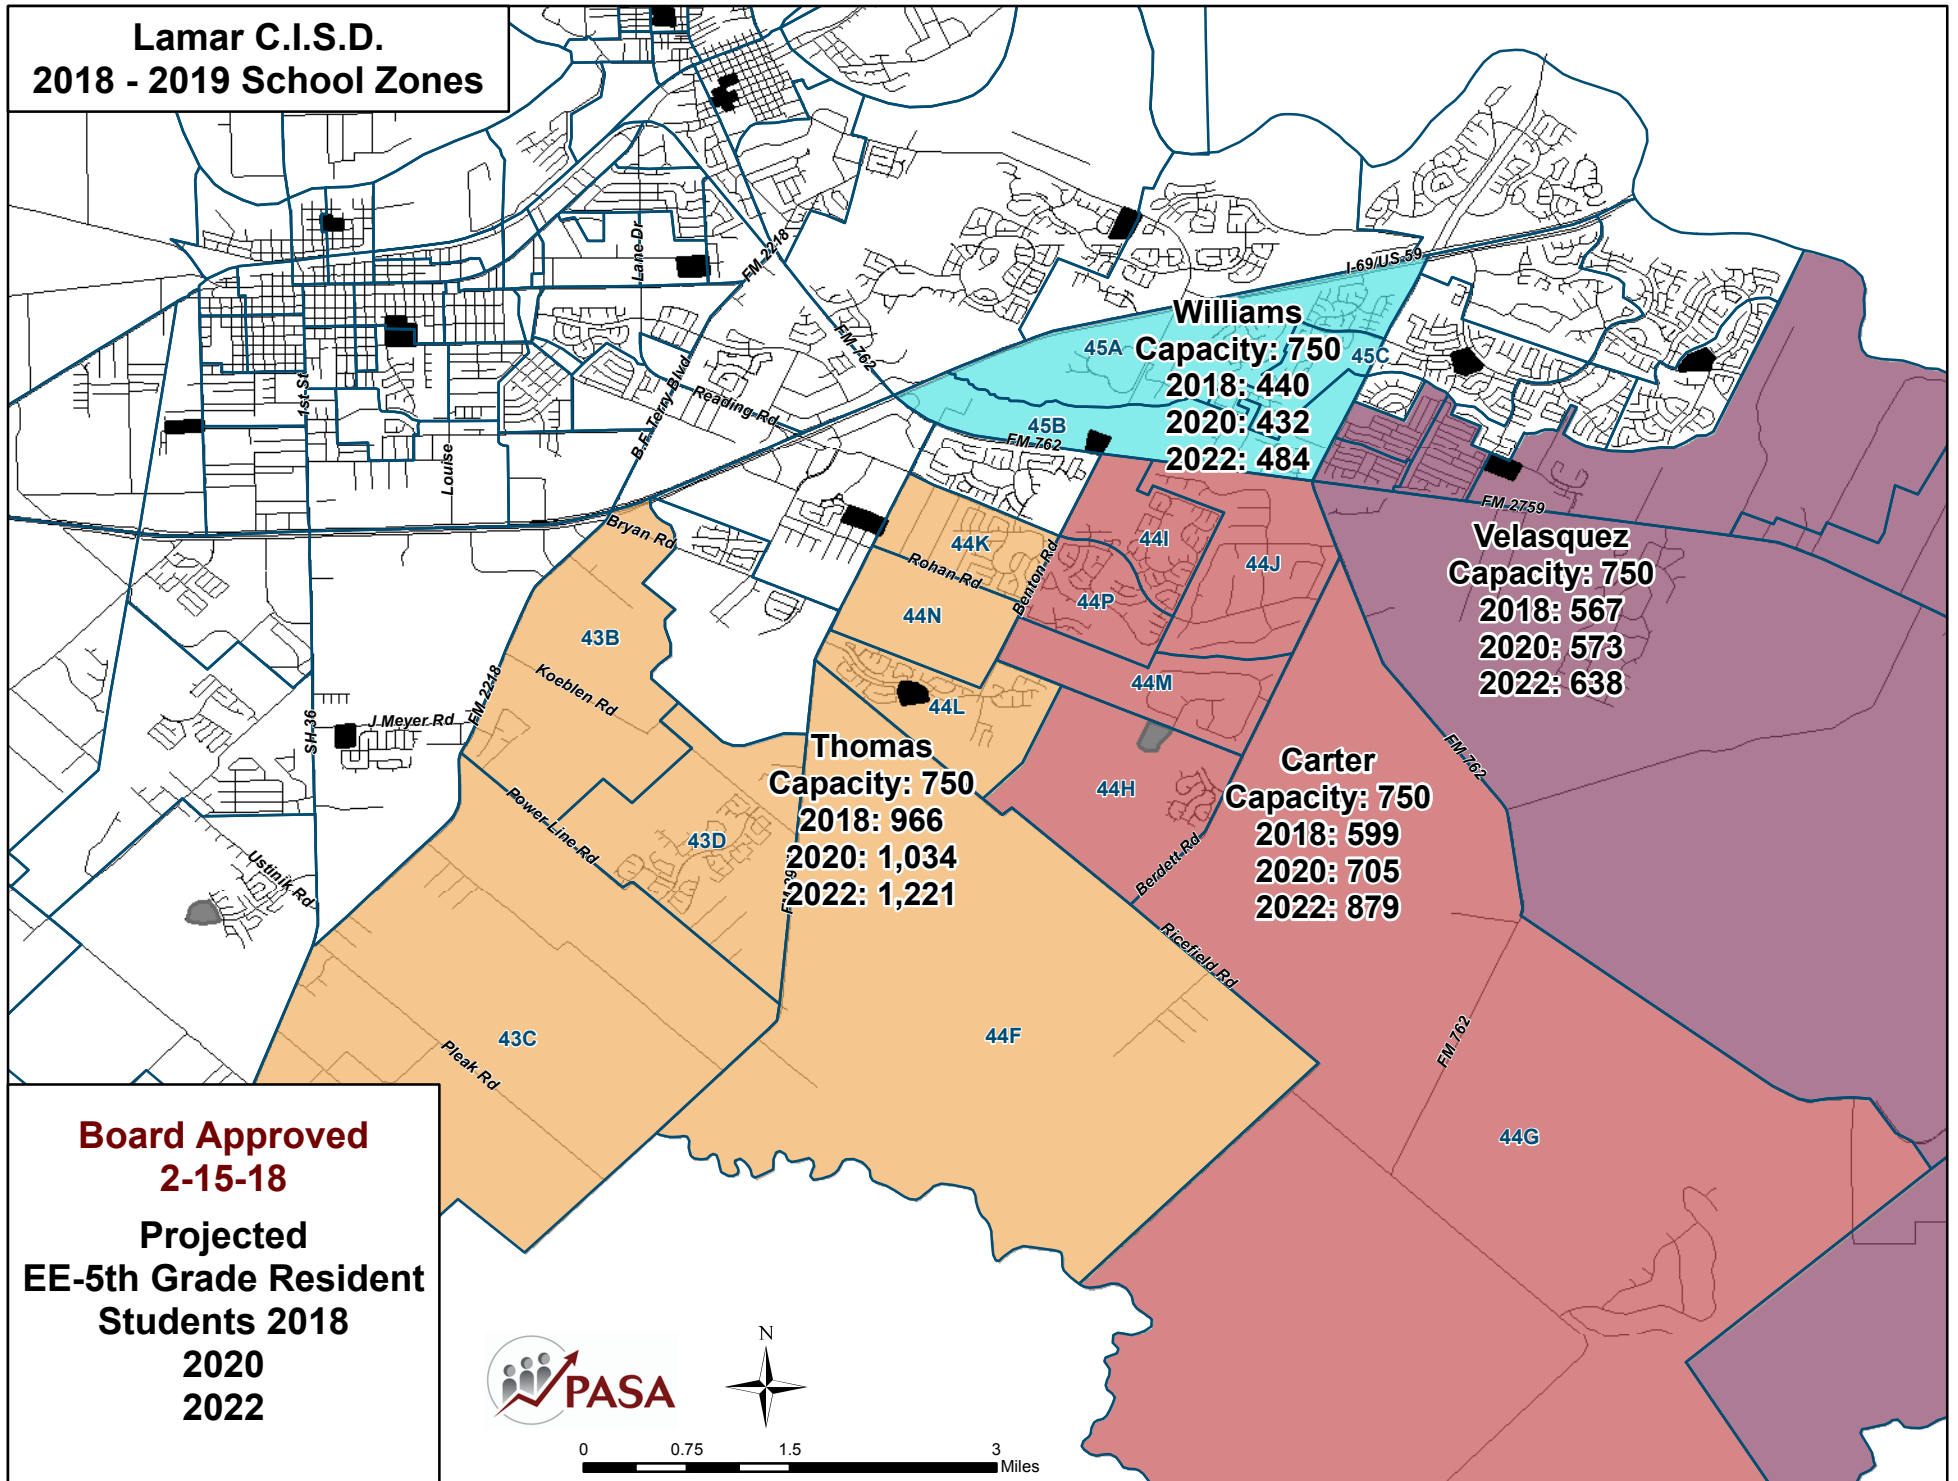 Lamar C.I.S.D.
2018 - 2019 School Zones
Lane Dr
FM 2218
I-69/US 59
FM 762
Williams
Capacity: 750
2018: 440
2020: 432
2022: 484
45A
45C
45B
FM 762
1st St
B.F. Terry Blvd
Reading Rd
Louise
FM 2759
Velasquez
Capacity: 750
2018: 567
2020: 573
2022: 638
Bryan Rd
44K
Rohan Rd
Benton Rd
44I
44J
44N
44P
43B
Koeblen Rd
FM 2218
44M
44L
SH 36
J Meyer Rd
FM 762
Thomas
Capacity: 750
2018: 966
2020: 1,034
2022: 1,221
Carter
Capacity: 750
2018: 599
2020: 705
2022: 879
44H
Power Line Rd
43D
Berdett Rd
Ustinik Rd
Ricefield Rd
43C
Pleak Rd
44F
FM 762
44G
Board Approved
2-15-18
Projected
EE-5th Grade Resident
Students 2018
2020
2022
PASA
N
0 0.75 1.5 3
Miles